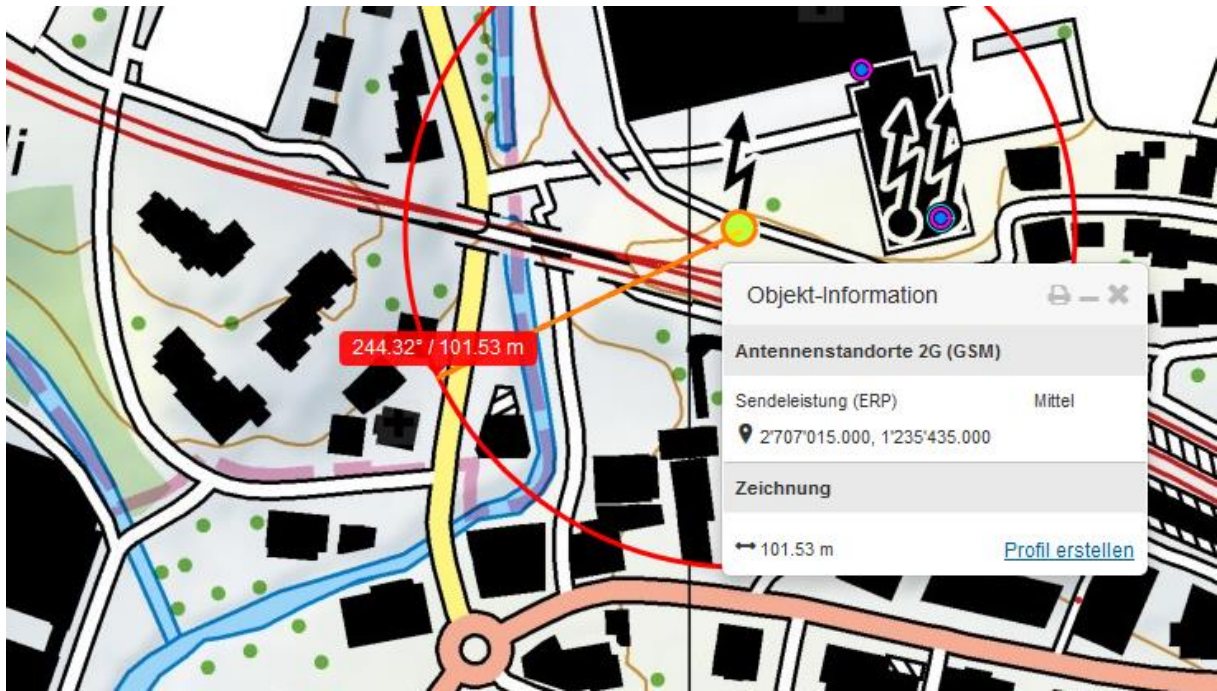 244.32° / 101.53 m
Objekt-Information
Antennenstandorte 2G (GSM)
Sendeleistung (ERP) Mittel
2'707'015.000, 1'235'435.000
Zeichnung
101.53 m Profil erstellen